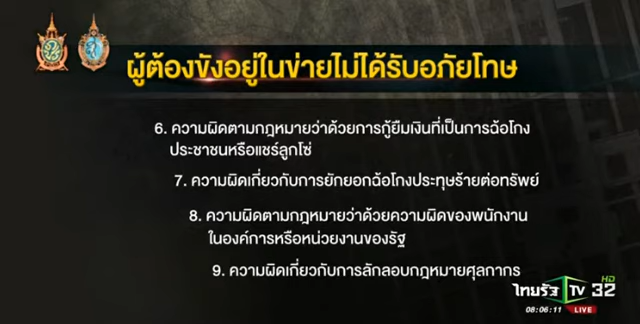 ผู้ต้องขังอยู่ในข่ายไม่ได้รับอภัยโทษ
6. ความผิดตามกฎหมายว่าด้วยการกู้ยืมเงินที่เป็นการฉ้อโกง
ประชาชนหรือแชร์ลูกโซ่
7. ความผิดเกี่ยวกับการยักยอกฉ้อโกงประทุษร้ายต่อทรัพย์
8. ความผิดตามกฎหมายว่าด้วยความผิดของพนักงาน
ในองค์การหรือหน่วยงานของรัฐ
9. ความผิดเกี่ยวกับการลักลอบกฎหมายศุลกากร
ไทยรัฐ TV 32 HD
08:06:11 LIVE